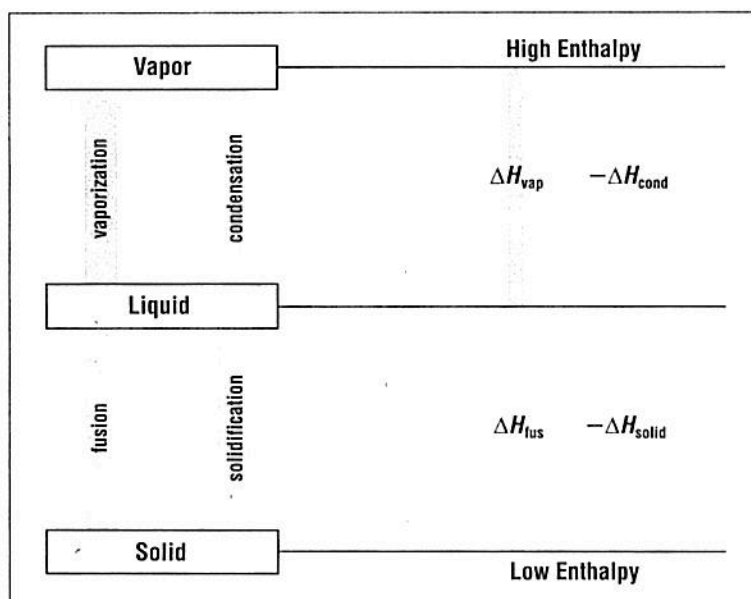 Vapor
High Enthalpy
vaporization
condensation
ΔHvap −ΔHcond
Liquid
fusion
solidification
ΔHfus −ΔHsolid
Solid
Low Enthalpy